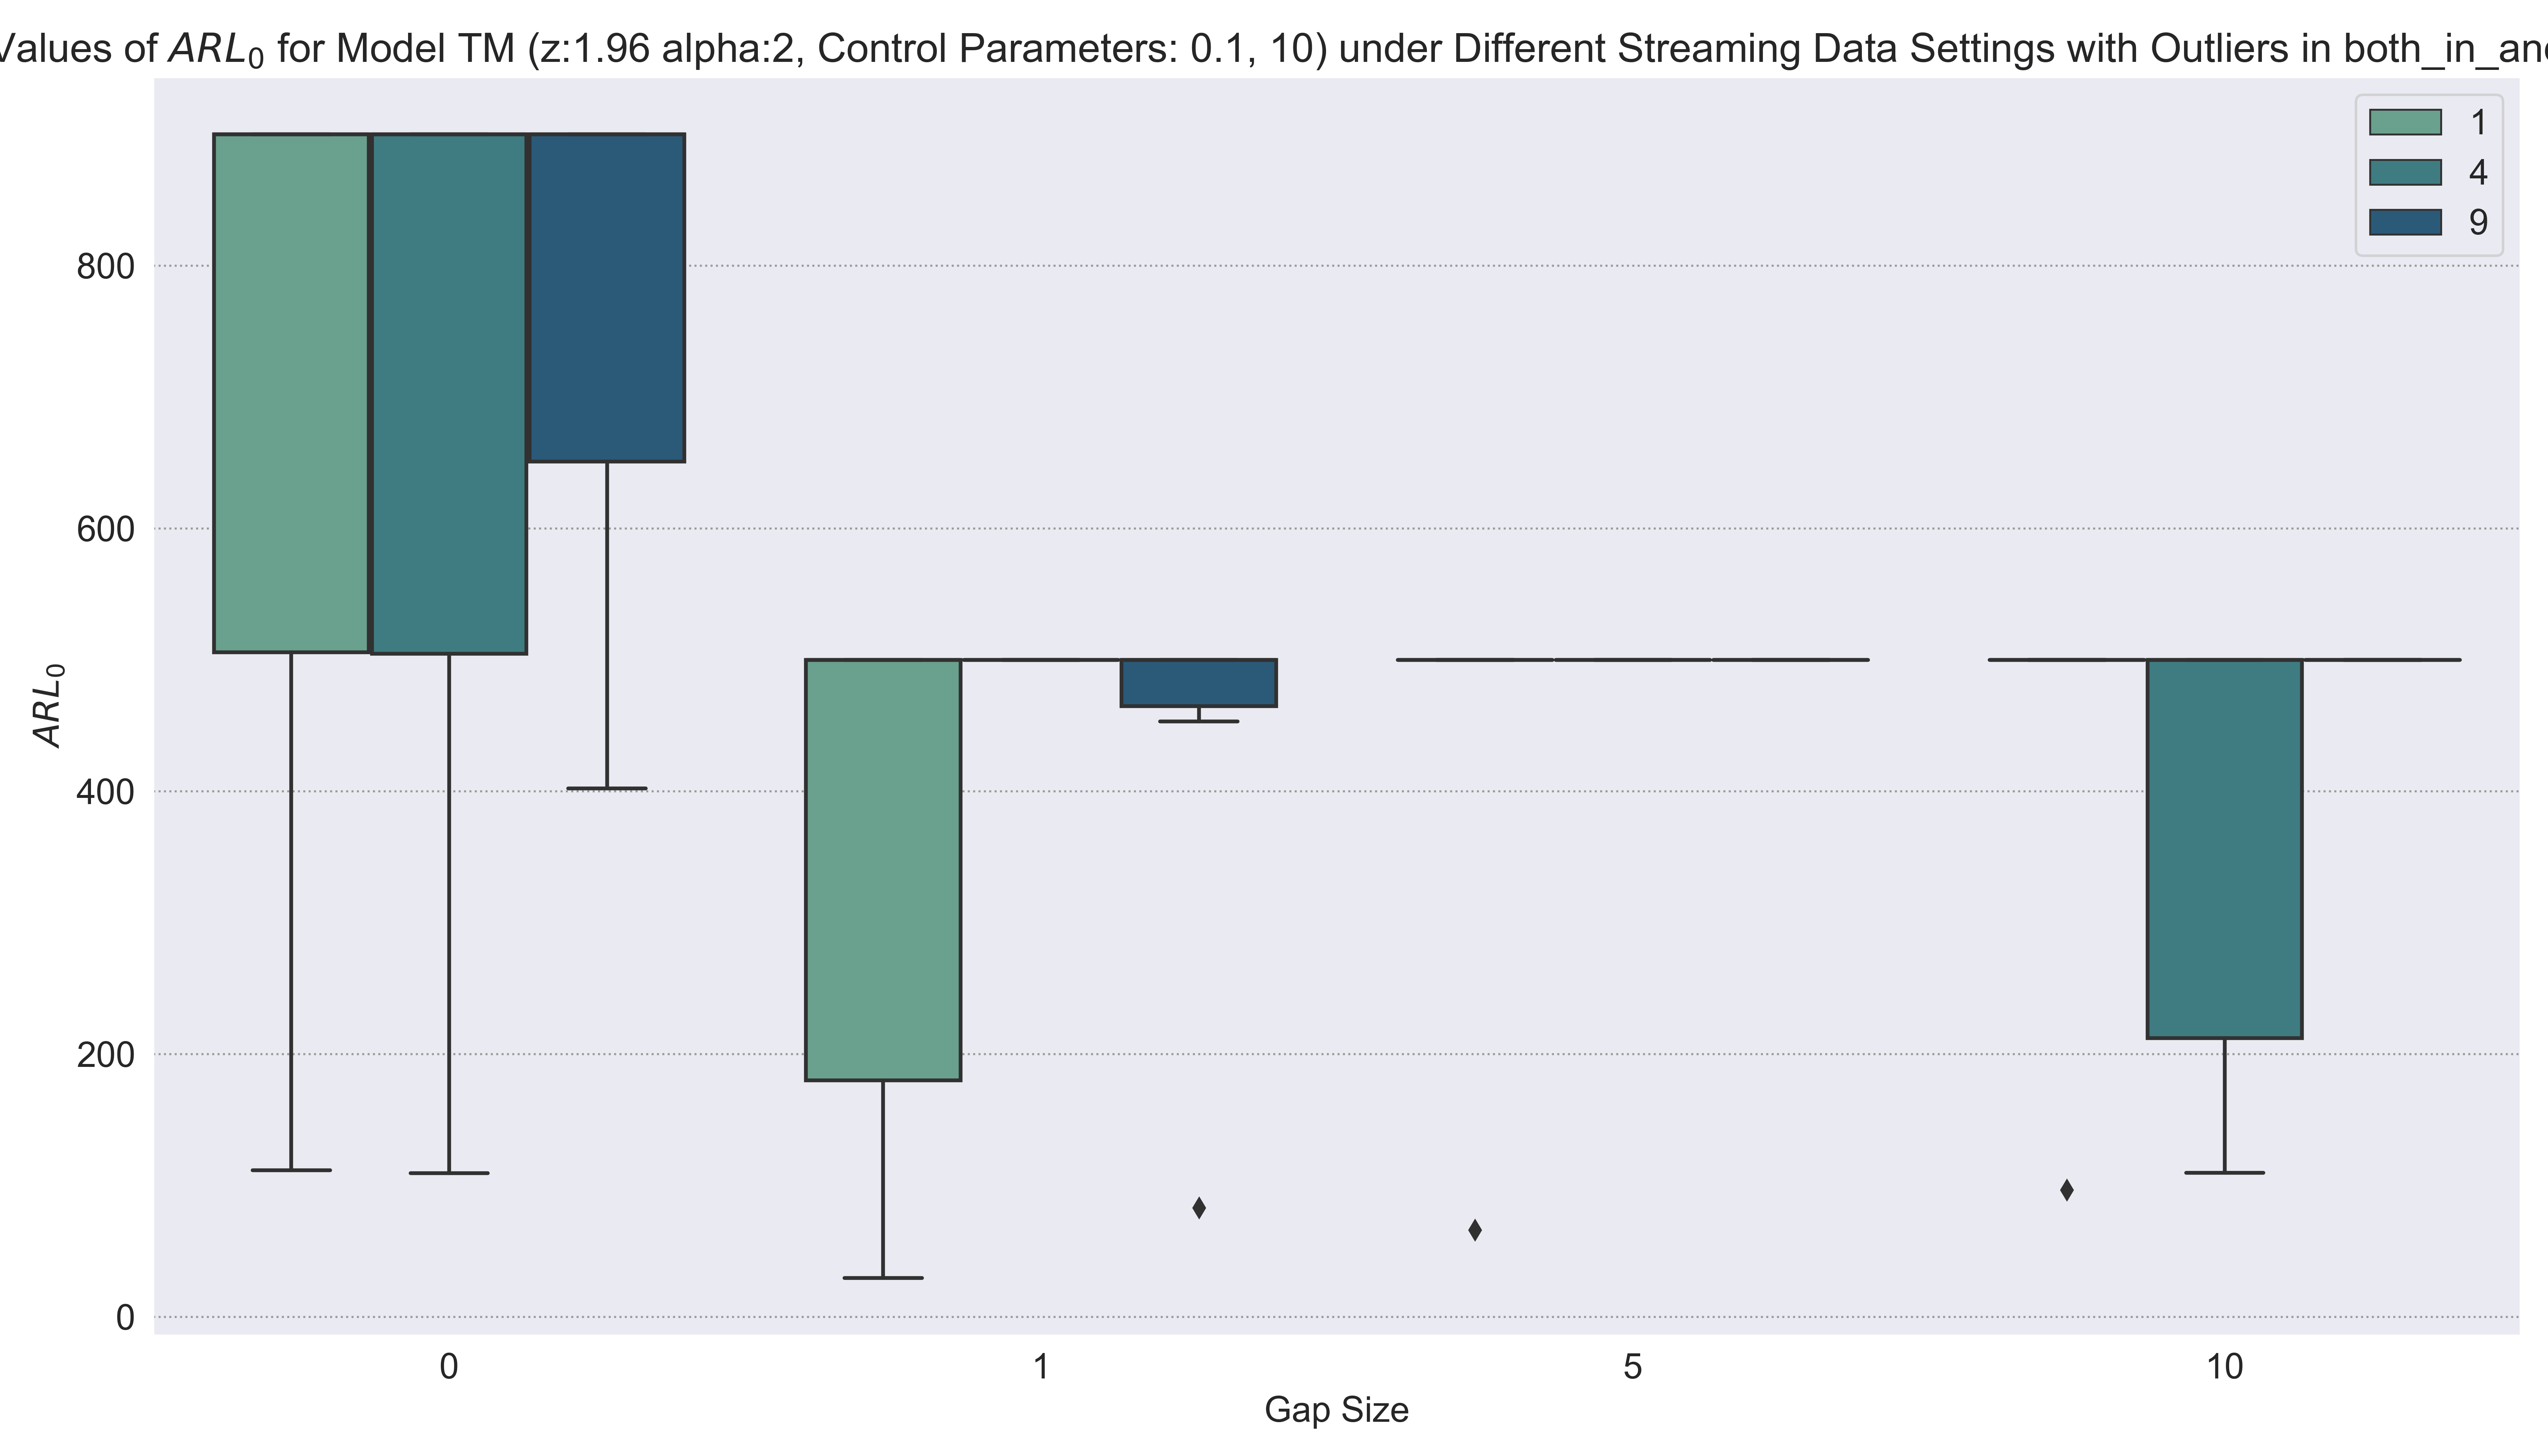 Values of ARL₀ for Model TM (z:1.96 alpha:2, Control Parameters: 0.1, 10) under Different Streaming Data Settings with Outliers in both_in_and
1
4
9
800
600
400
200
0
ARL₀
0 1 5 10
Gap Size